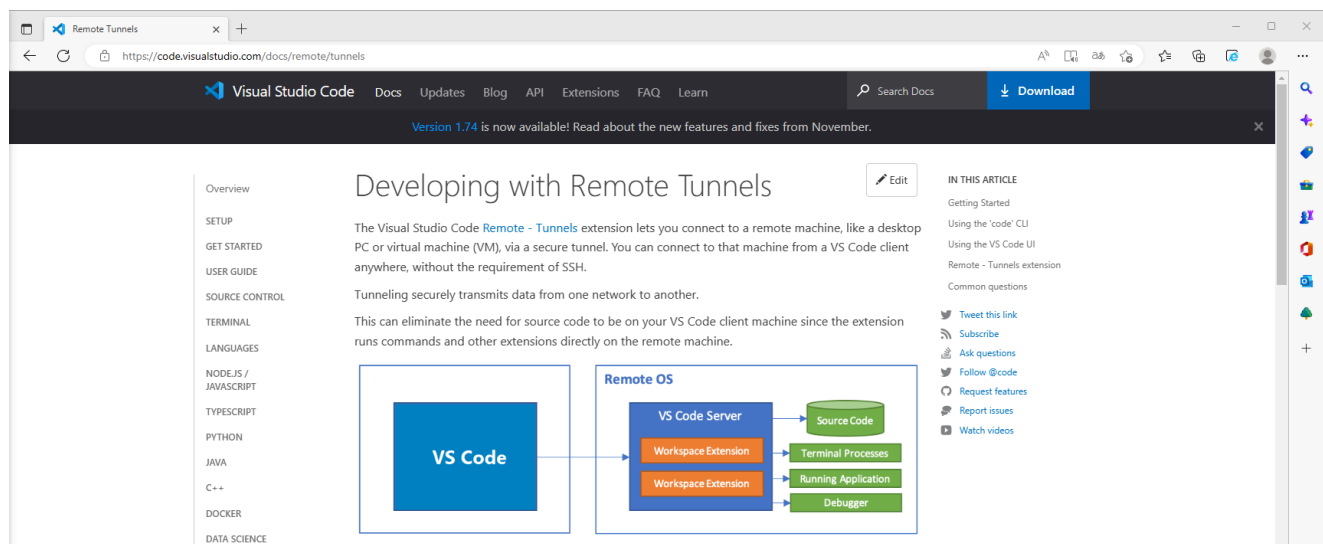 Remote Tunnels
https://code.visualstudio.com/docs/remote/tunnels
Visual Studio Code Docs Updates Blog API Extensions FAQ Learn Search Docs Download
Version 1.74 is now available! Read about the new features and fixes from November.
Overview
SETUP
GET STARTED
USER GUIDE
SOURCE CONTROL
TERMINAL
LANGUAGES
NODE.JS /
JAVASCRIPT
TYPESCRIPT
PYTHON
JAVA
C++
DOCKER
DATA SCIENCE
Developing with Remote Tunnels
Edit
The Visual Studio Code Remote - Tunnels extension lets you connect to a remote machine, like a desktop
PC or virtual machine (VM), via a secure tunnel. You can connect to that machine from a VS Code client
anywhere, without the requirement of SSH.
Tunneling securely transmits data from one network to another.
This can eliminate the need for source code to be on your VS Code client machine since the extension
runs commands and other extensions directly on the remote machine.
VS Code
Remote OS
VS Code Server
Workspace Extension
Workspace Extension
Source Code
Terminal Processes
Running Application
Debugger
IN THIS ARTICLE
Getting Started
Using the 'code' CLI
Using the VS Code UI
Remote - Tunnels extension
Common questions
Tweet this link
Subscribe
Ask questions
Follow @code
Request features
Report issues
Watch videos